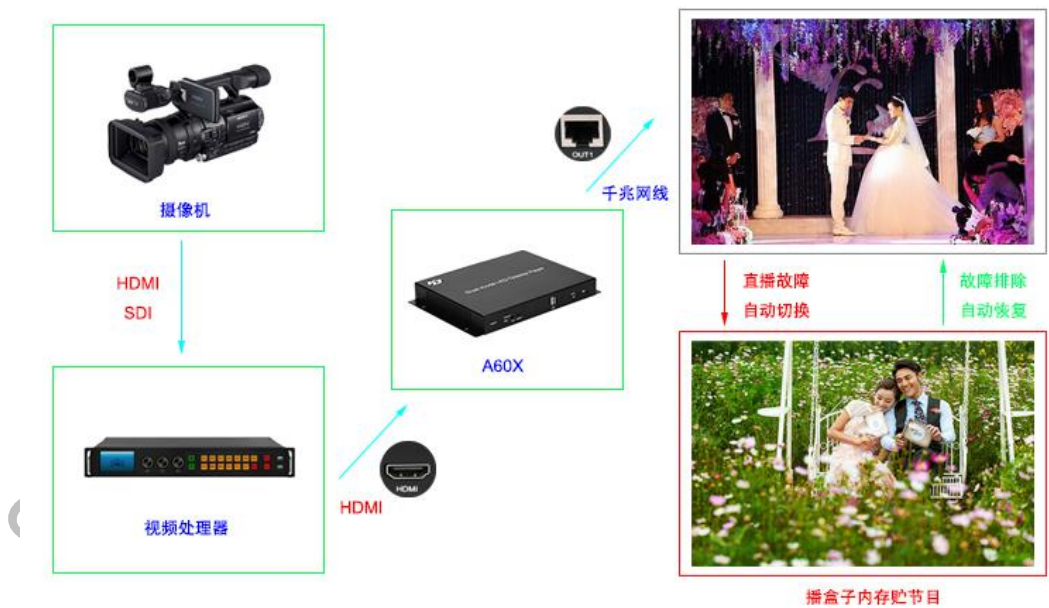 摄像机
HDMI
SDI
视频处理器
HDMI
HDMI
A60X
OUT1
千兆网线
直播故障
自动切换
故障排除
自动恢复
播盒子内存贮节目